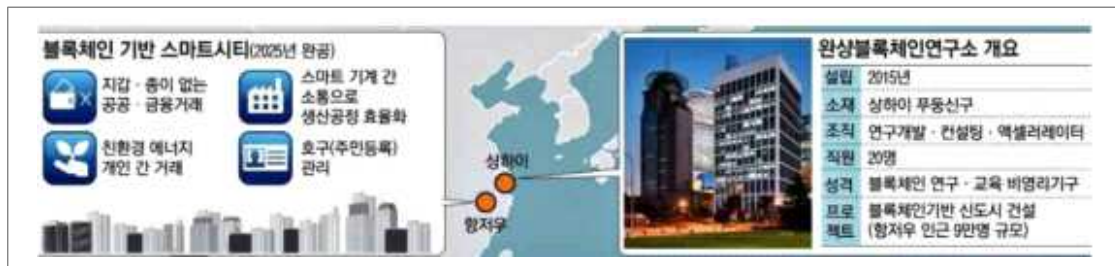 블록체인 기반 스마트시티(2025년 완공)
지갑·종이 없는
공공·금융거래
스마트 기계 간
소통으로
생산공정 효율화
친환경 에너지
개인 간 거래
호구(주민등록)
관리
상하이
항저우
완샹블록체인연구소 개요
설립 2015년
소재 상하이 푸둥신구
조직 연구개발·컨설팅·액셀러레이터
직원 20명
성격 블록체인 연구·교육 비영리기구
프로젝트 블록체인기반 신도시 건설
(항저우 인근 9만명 규모)